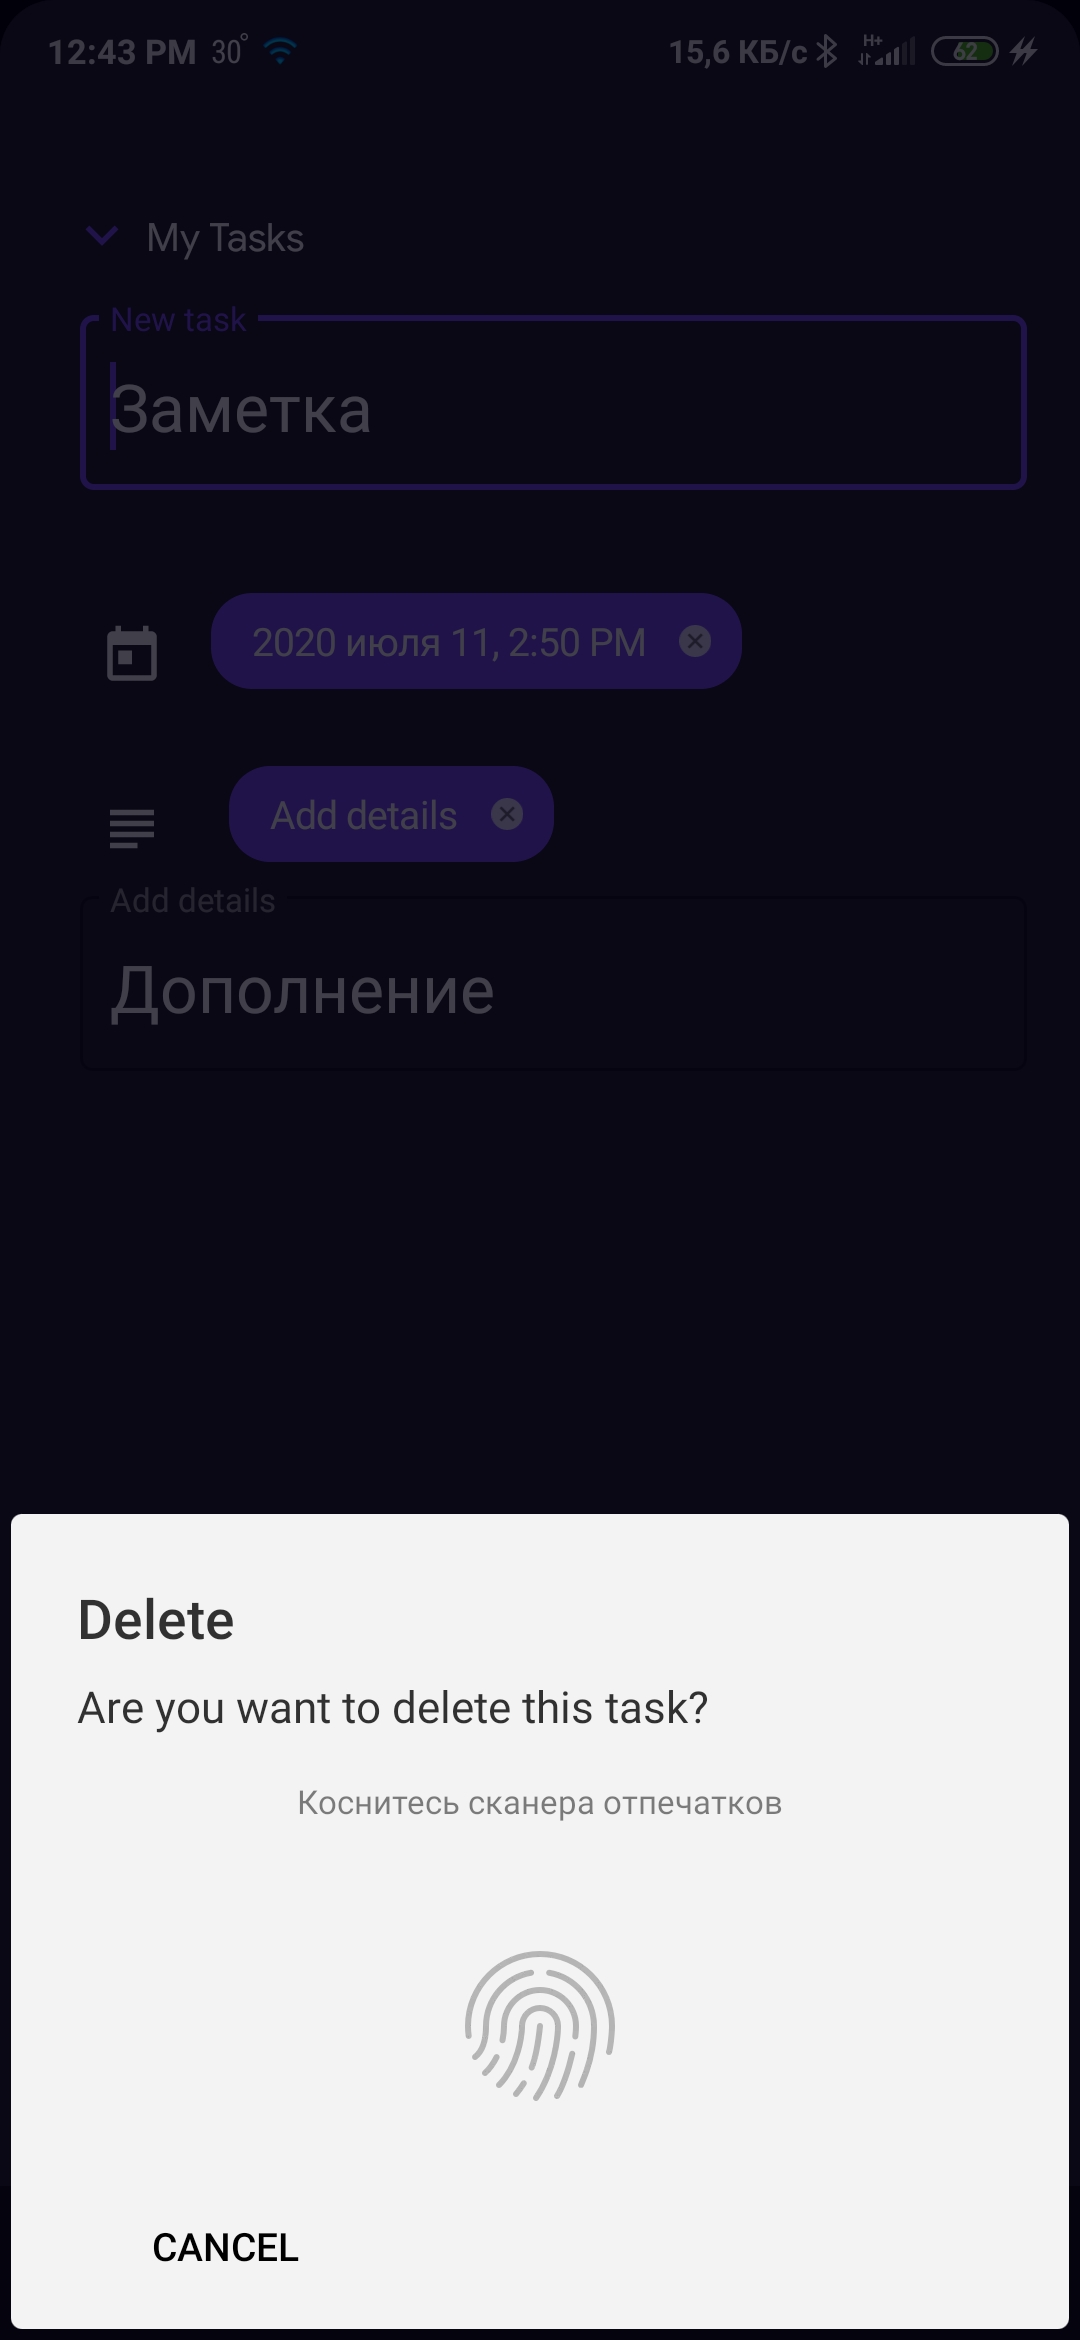 12:43 PM 30° 15,6 КБ/с H+ 62
My Tasks
New task
Заметка
2020 июля 11, 2:50 PM
Add details
Add details
Дополнение
Delete
Are you want to delete this task?
Коснитесь сканера отпечатков
CANCEL